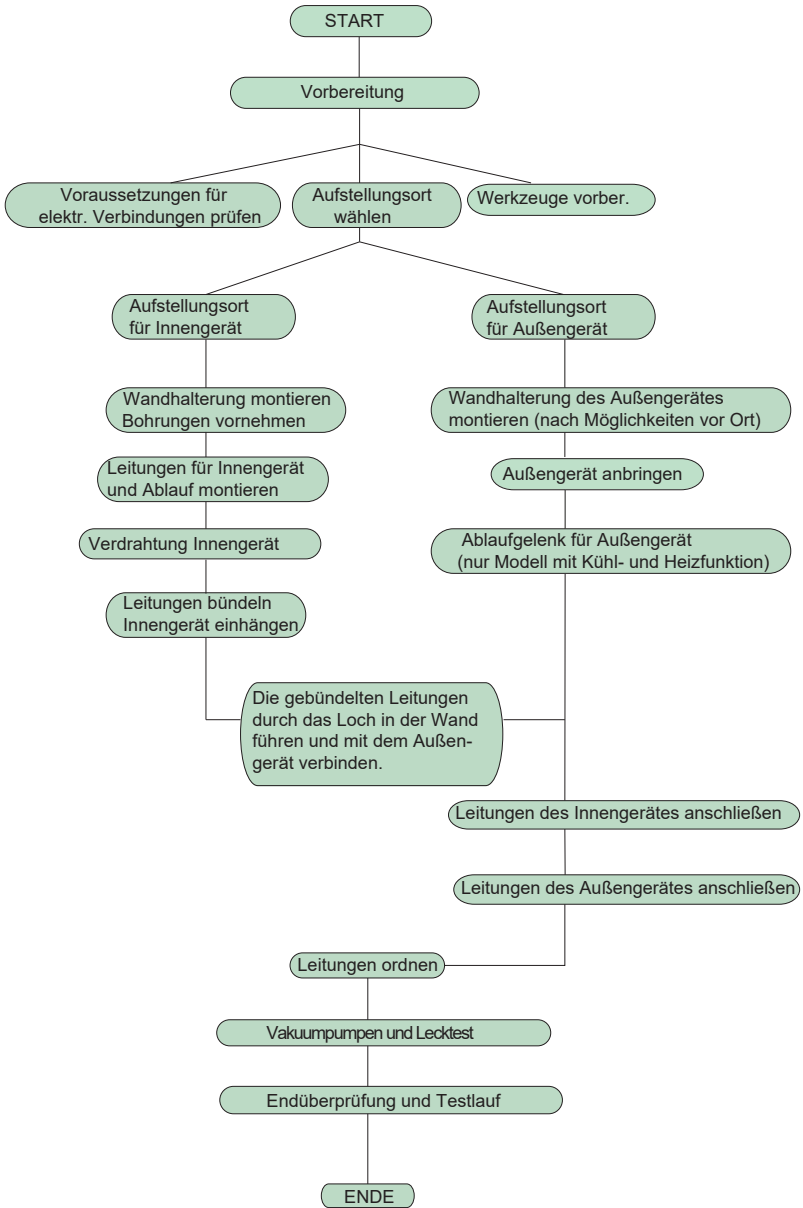 START
Vorbereitung
Voraussetzungen für
elektr. Verbindungen prüfen
Aufstellungsort
wählen
Werkzeuge vorber.
Aufstellungsort
für Innengerät
Aufstellungsort
für Außengerät
Wandhalterung montieren
Bohrungen vornehmen
Wandhalterung des Außengerätes
montieren (nach Möglichkeiten vor Ort)
Leitungen für Innengerät
und Ablauf montieren
Außengerät anbringen
Verdrahtung Innengerät
Ablaufgelenk für Außengerät
(nur Modell mit Kühl- und Heizfunktion)
Leitungen bündeln
Innengerät einhängen
Die gebündelten Leitungen
durch das Loch in der Wand
führen und mit dem Außen-
gerät verbinden.
Leitungen des Innengerätes anschließen
Leitungen des Außengerätes anschließen
Leitungen ordnen
Vakuumpumpen und Lecktest
Endüberprüfung und Testlauf
ENDE